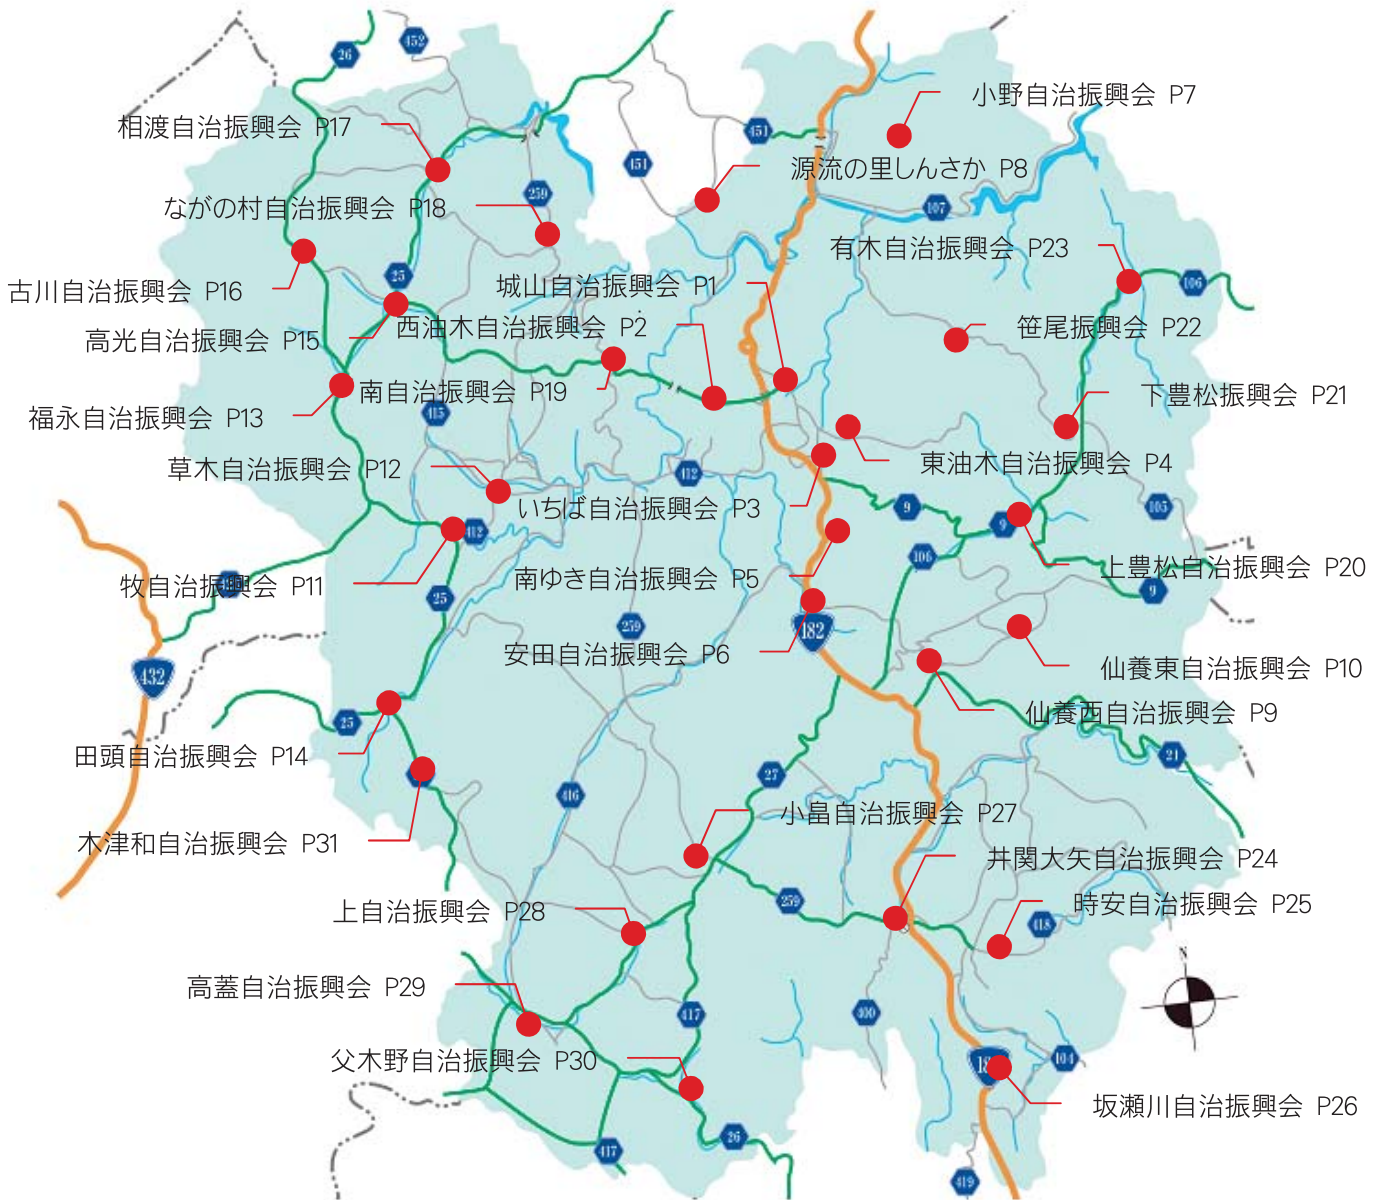 26
452
小野自治振興会 P7
相渡自治振興会 P17
451
451
源流の里しんさか P8
259
ながの村自治振興会 P18
107
有木自治振興会 P23
古川自治振興会 P16
25
城山自治振興会 P1
106
高光自治振興会 P15
西油木自治振興会 P2
笹尾振興会 P22
南自治振興会 P19
下豊松振興会 P21
福永自治振興会 P13
415
草木自治振興会 P12
412
東油木自治振興会 P4
いちば自治振興会 P3
9
105
412
9
106
上豊松自治振興会 P20
牧自治振興会 P11
南ゆき自治振興会 P5
25
9
259
182
安田自治振興会 P6
仙養東自治振興会 P10
432
仙養西自治振興会 P9
25
田頭自治振興会 P14
21
27
416
小畠自治振興会 P27
木津和自治振興会 P31
井関大矢自治振興会 P24
259
時安自治振興会 P25
上自治振興会 P28
418
N
高蓋自治振興会 P29
417
400
父木野自治振興会 P30
104
坂瀬川自治振興会 P26
26
417
419